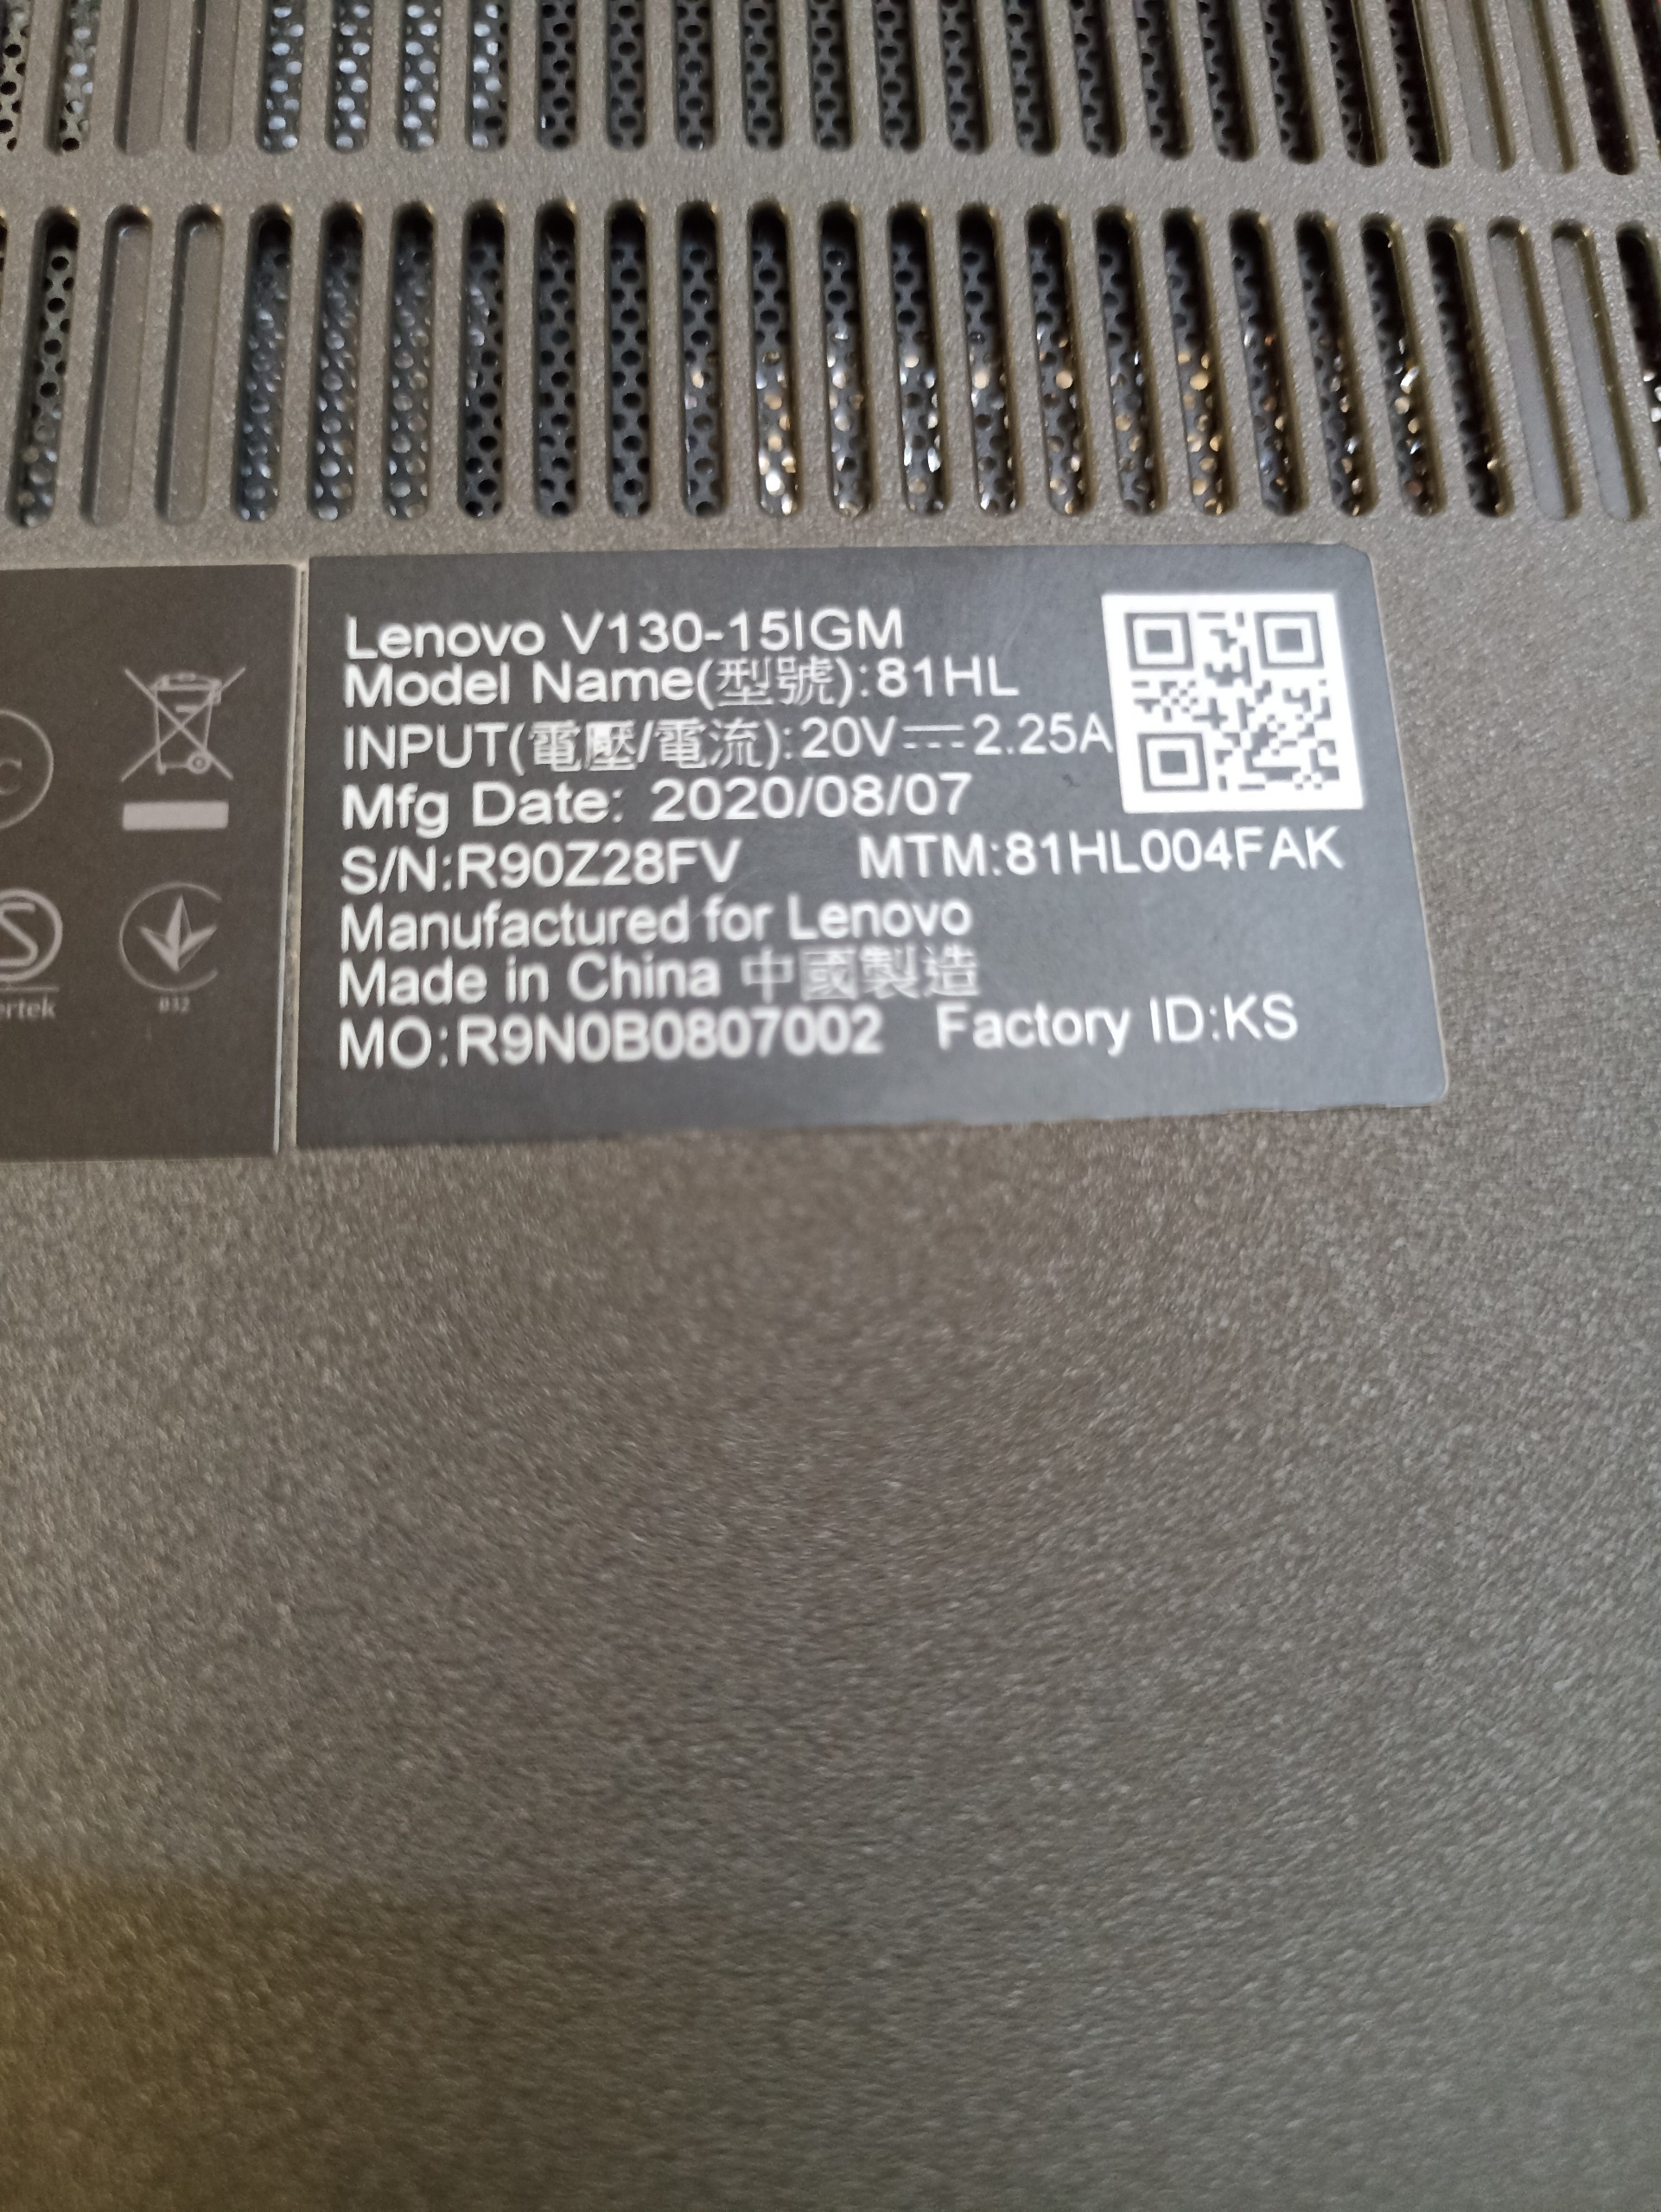 Lenovo V130-15IGM
Model Name(型號):81HL
INPUT(電壓/電流):20V⎓2.25A
Mfg Date: 2020/08/07
S/N:R90Z28FV MTM:81HL004FAK
Manufactured for Lenovo
Made in China 中國製造
MO:R9N0B0807002 Factory ID:KS
C
S
ertek
032